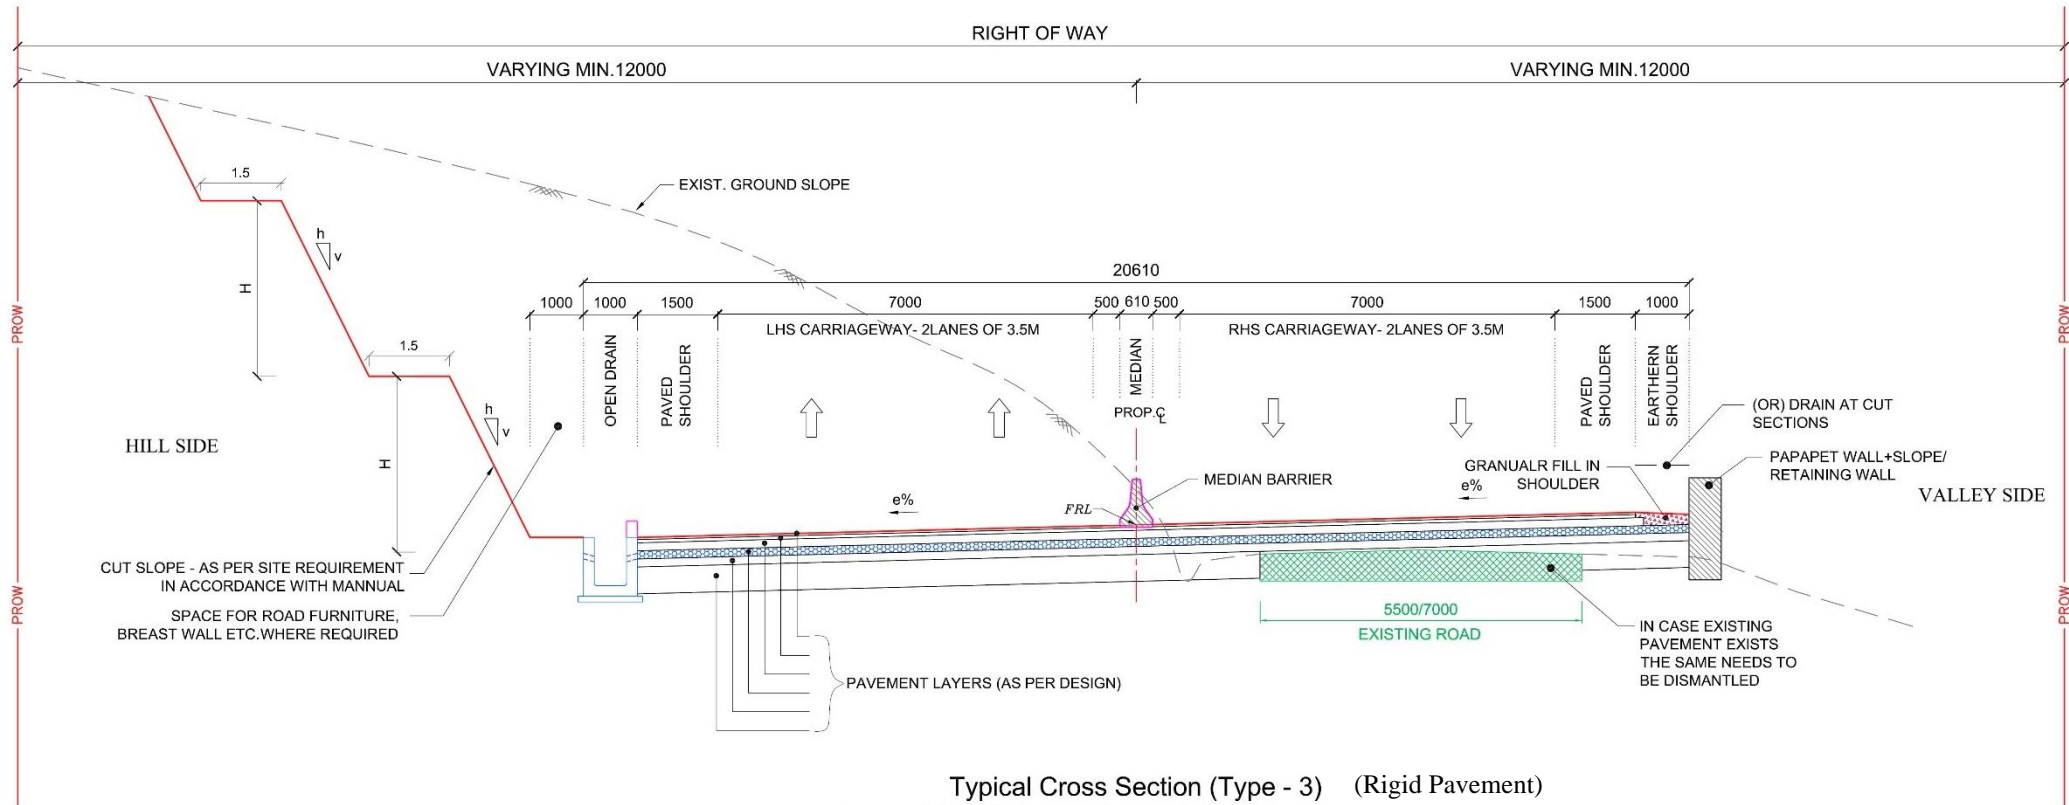 RIGHT OF WAY
VARYING MIN.12000
VARYING MIN.12000
1.5
EXIST. GROUND SLOPE
h
v
H
20610
1000
1000
1500
7000
500
610
500
7000
1500
1000
LHS CARRIAGEWAY- 2LANES OF 3.5M
RHS CARRIAGEWAY- 2LANES OF 3.5M
PROW
PROW
1.5
OPEN DRAIN
PAVED
SHOULDER
MEDIAN
PAVED
SHOULDER
EARTHERN
SHOULDER
PROP.℄
(OR) DRAIN AT CUT
SECTIONS
h
v
HILL SIDE
H
MEDIAN BARRIER
GRANUALR FILL IN
SHOULDER
PAPAPET WALL+SLOPE/
RETAINING WALL
VALLEY SIDE
e%
e%
FRL
CUT SLOPE - AS PER SITE REQUIREMENT
IN ACCORDANCE WITH MANNUAL
SPACE FOR ROAD FURNITURE,
BREAST WALL ETC.WHERE REQUIRED
PROW
PROW
5500/7000
EXISTING ROAD
IN CASE EXISTING
PAVEMENT EXISTS
THE SAME NEEDS TO
BE DISMANTLED
PAVEMENT LAYERS (AS PER DESIGN)
Typical Cross Section (Type - 3) (Rigid Pavement)